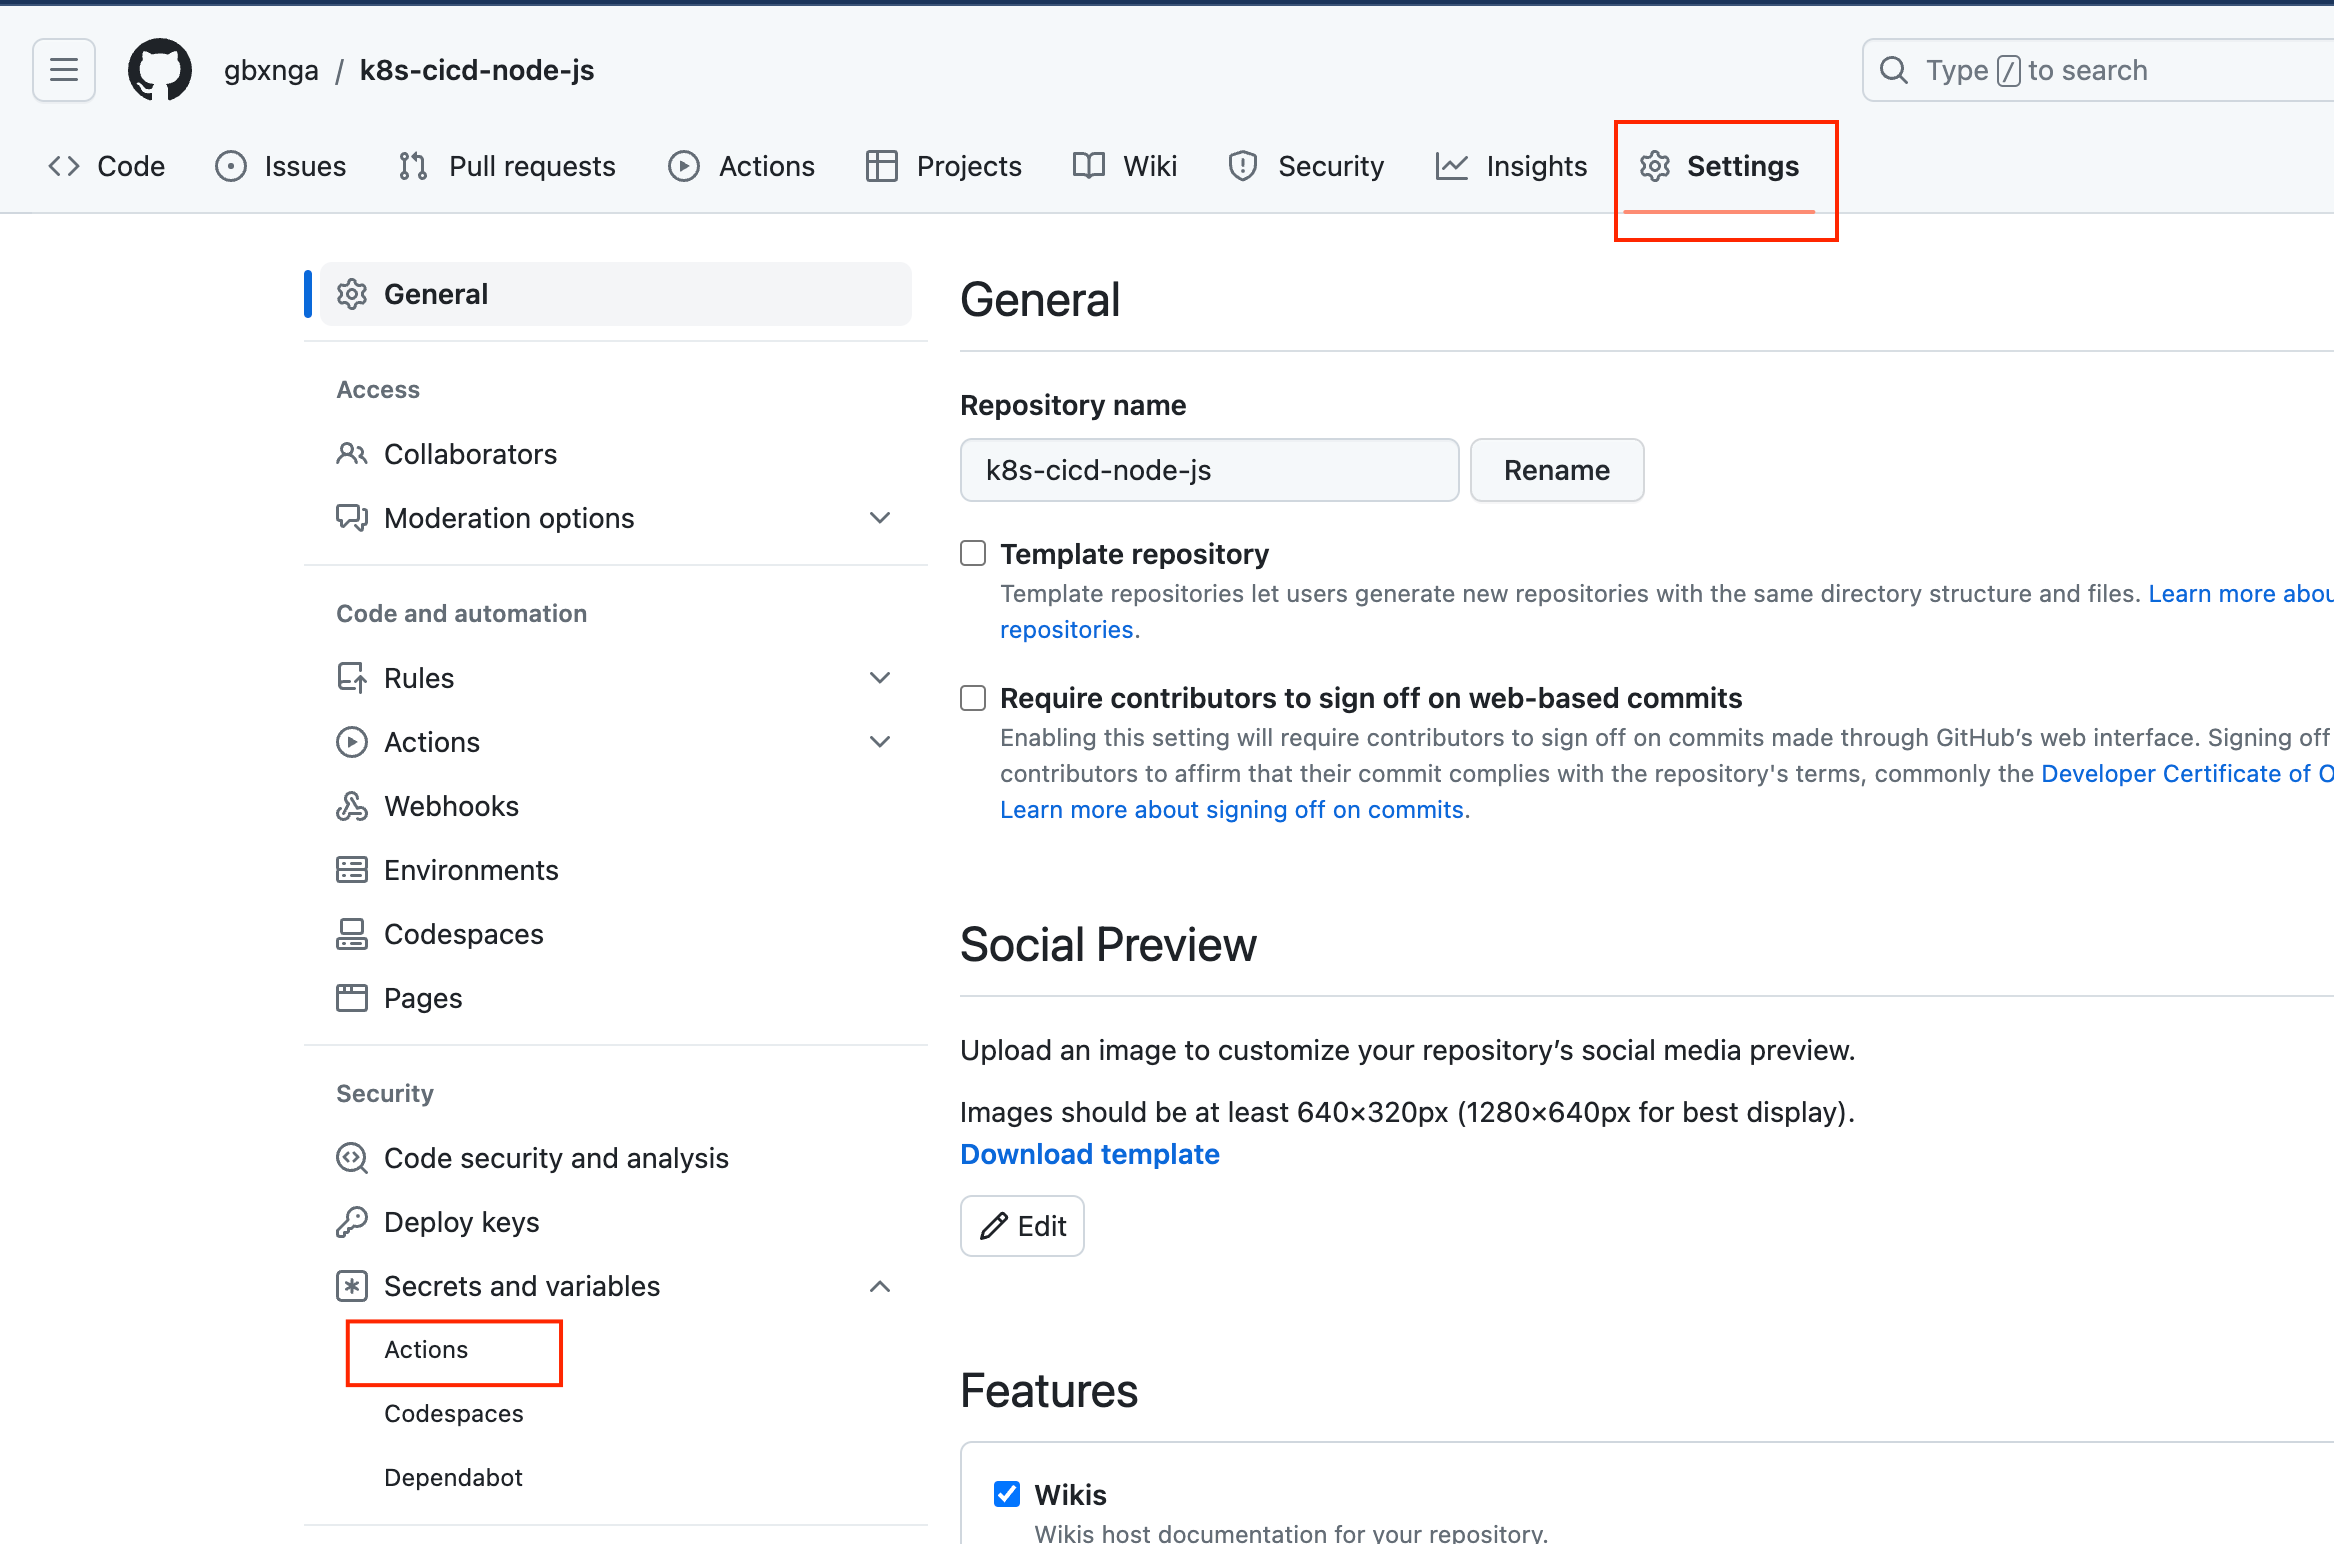 gbxnga / k8s-cicd-node-js
Type / to search
Code
Issues
Pull requests
Actions
Projects
Wiki
Security
Insights
Settings
General
Access
Collaborators
Moderation options
Code and automation
Rules
Actions
Webhooks
Environments
Codespaces
Pages
Security
Code security and analysis
Deploy keys
Secrets and variables
Actions
Codespaces
Dependabot
General
Repository name
k8s-cicd-node-js
Rename
Template repository
Template repositories let users generate new repositories with the same directory structure and files. Learn more abou
repositories.
Require contributors to sign off on web-based commits
Enabling this setting will require contributors to sign off on commits made through GitHub’s web interface. Signing off
contributors to affirm that their commit complies with the repository's terms, commonly the Developer Certificate of O
Learn more about signing off on commits.
Social Preview
Upload an image to customize your repository’s social media preview.
Images should be at least 640×320px (1280×640px for best display).
Download template
Edit
Features
Wikis
Wikis host documentation for your repository.